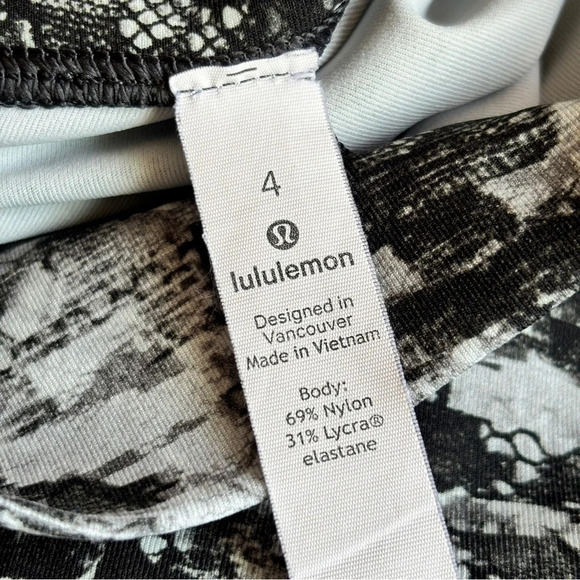 4
lululemon
Designed in
Vancouver
Made in Vietnam
Body:
69% Nylon
31% Lycra®
elastane